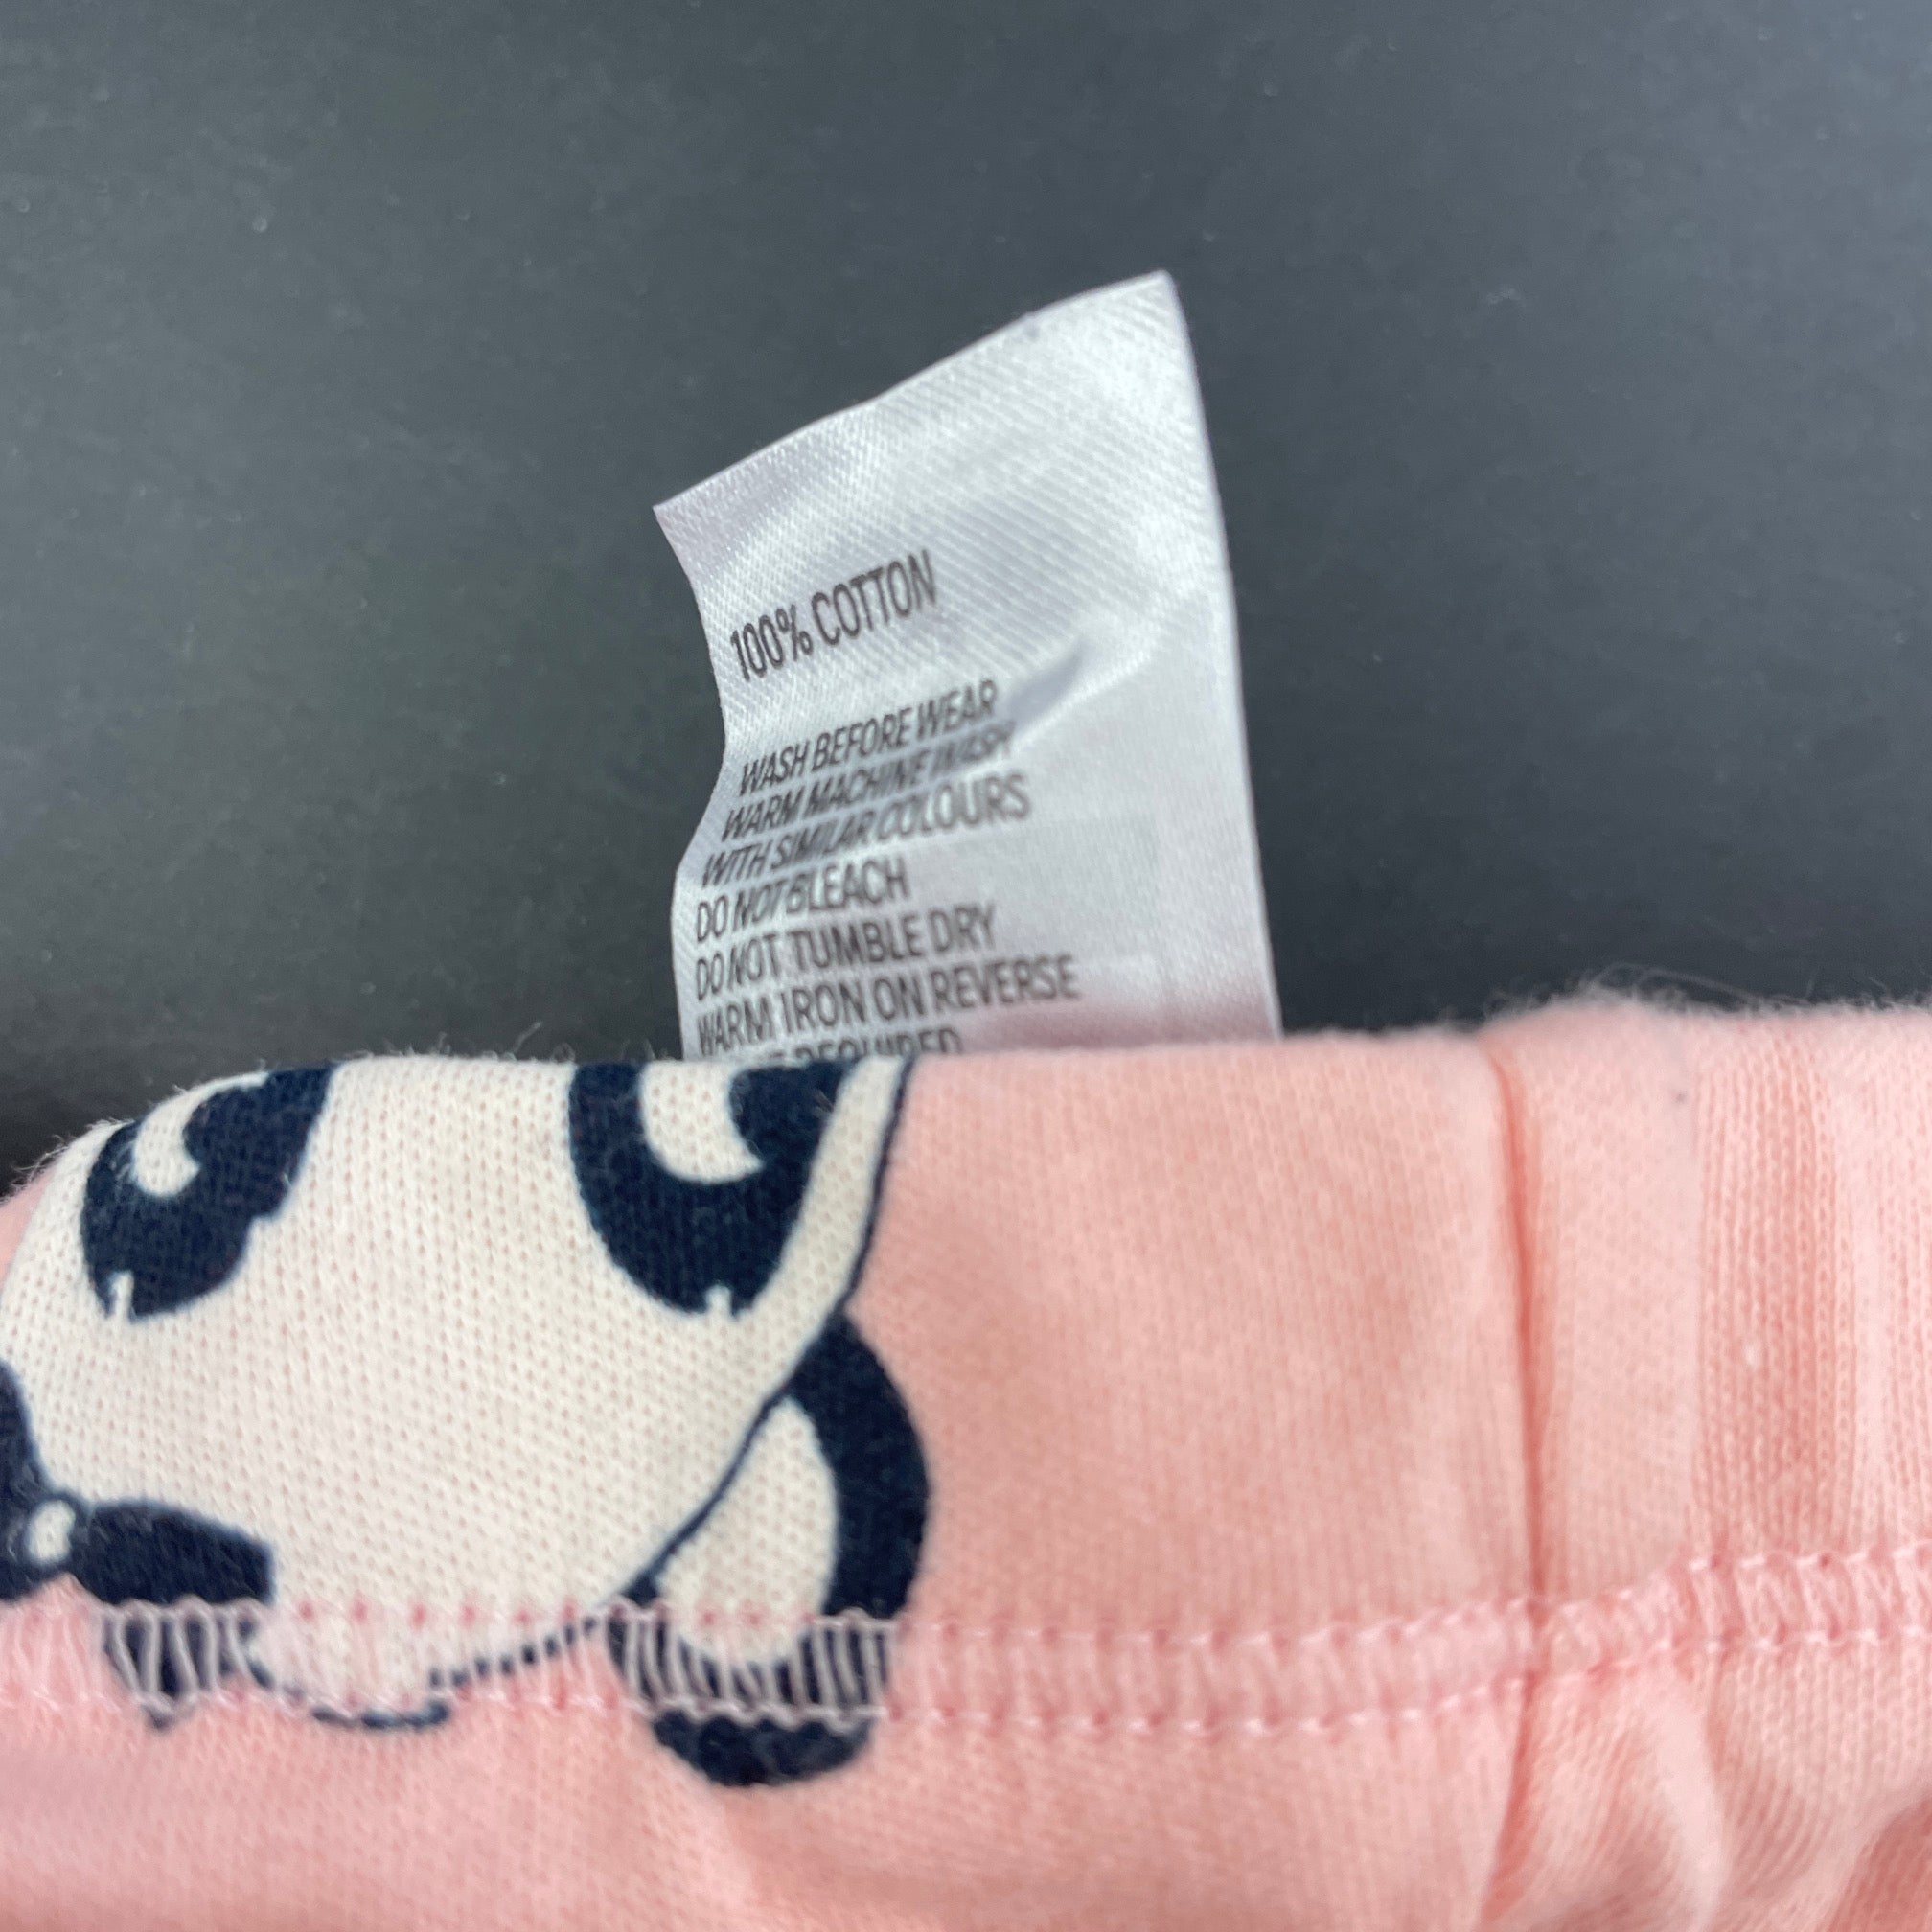 100% COTTON
WASH BEFORE WEAR
WARM MACHINE WASH
WITH SIMILAR COLOURS
DO NOT BLEACH
DO NOT TUMBLE DRY
WARM IRON ON REVERSE
REQUIRED